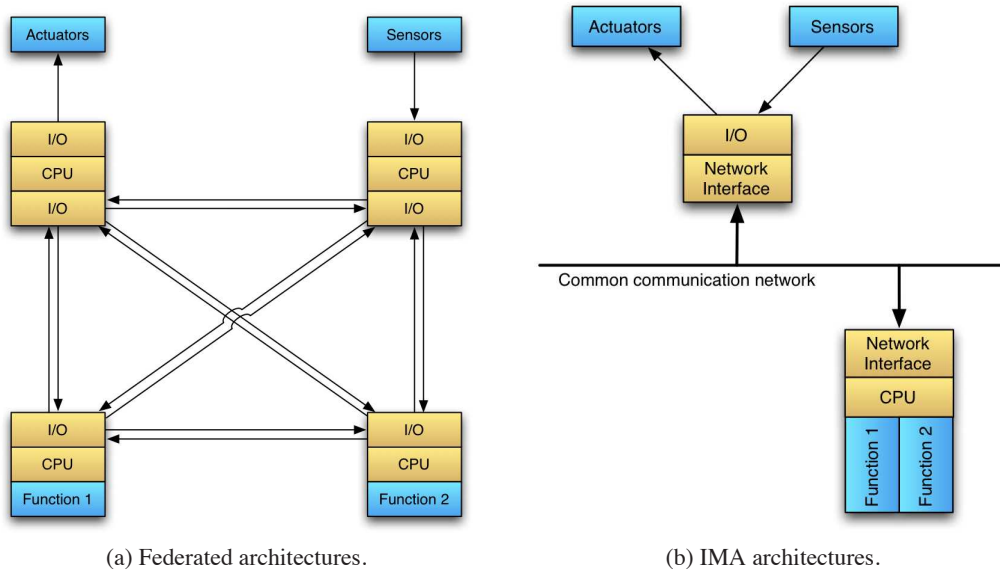 Actuators
Sensors
I/O
CPU
I/O
I/O
CPU
I/O
I/O
CPU
Function 1
I/O
CPU
Function 2
(a) Federated architectures.
Actuators
Sensors
I/O
Network
Interface
Common communication network
Network
Interface
CPU
Function 1
Function 2
(b) IMA architectures.